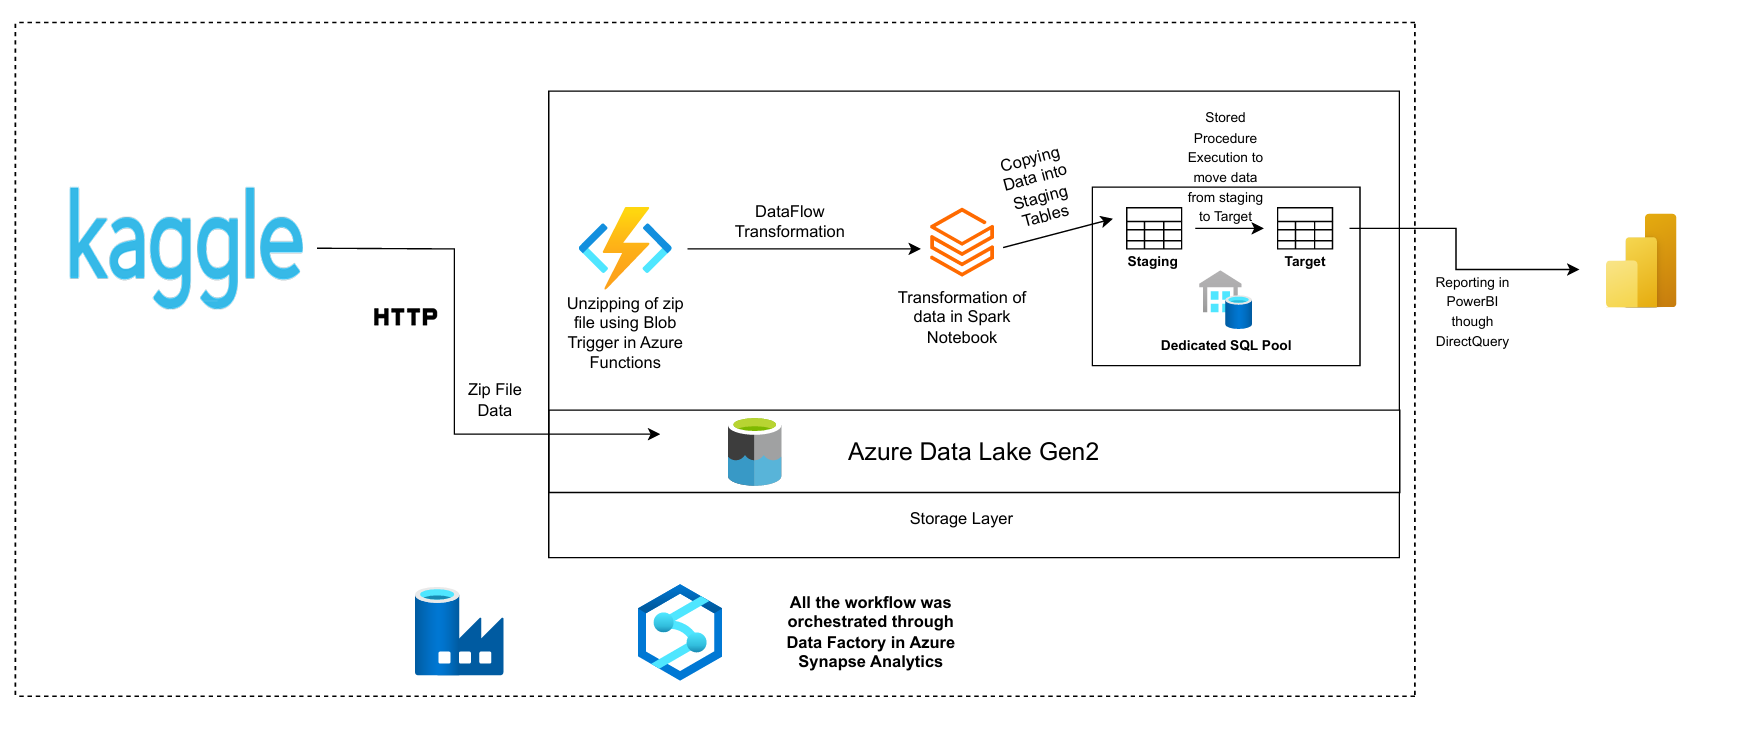 kaggle
HTTP
Zip File
Data
Unzipping of zip
file using Blob
Trigger in Azure
Functions
DataFlow
Transformation
Transformation of
data in Spark
Notebook
Copying
Data into
Staging
Tables
Stored
Procedure
Execution to
move data
from staging
to Target
Staging
Target
Dedicated SQL Pool
Reporting in
PowerBI
though
DirectQuery
Azure Data Lake Gen2
Storage Layer
All the workflow was
orchestrated through
Data Factory in Azure
Synapse Analytics